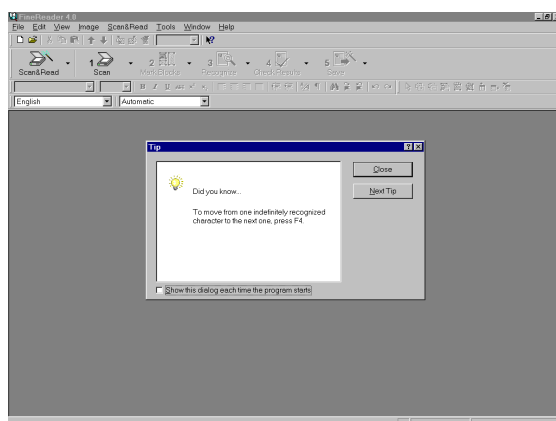 FineReader 4.0
File Edit View Image Scan&Read Tools Window Help
1 2 3 4 5
Scan&Read Scan Mark Blocks Recognize Check Results Save
English Automatic
Tip
Did you know...
To move from one indefinitely recognized
character to the next one, press F4.
Close
Next Tip
Show this dialog each time the program starts